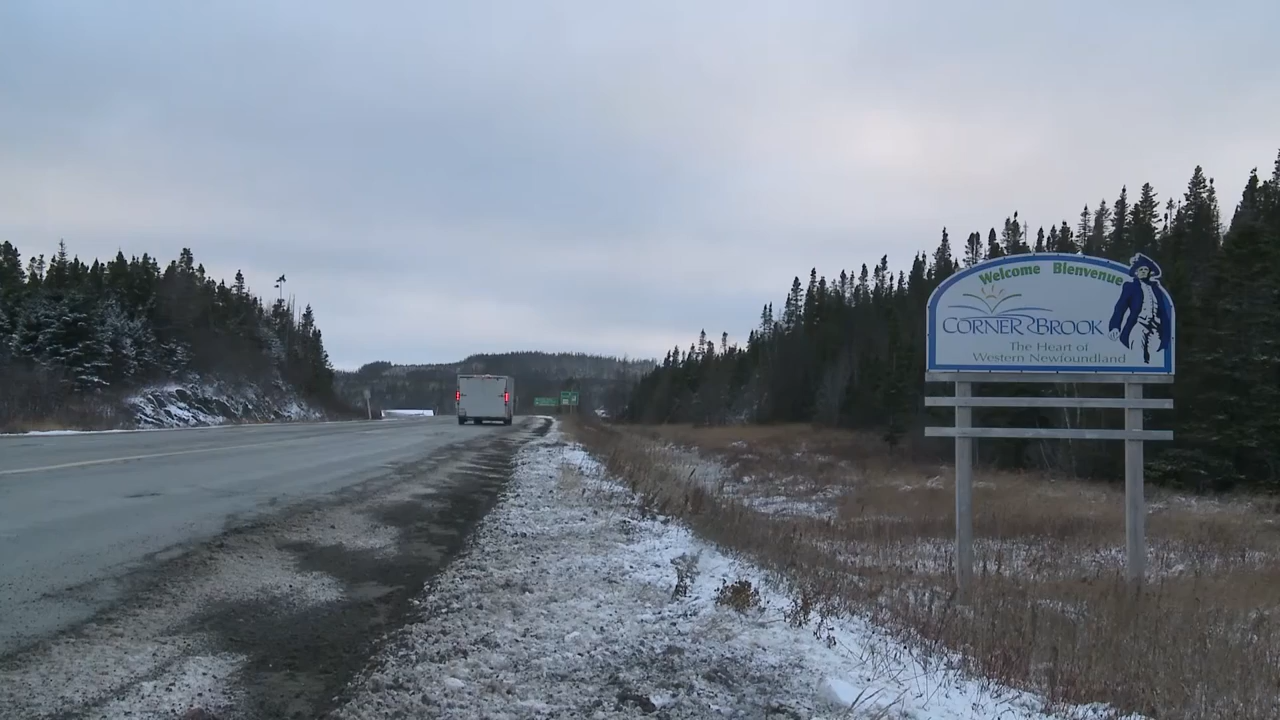 Welcome Bienvenue
CORNER BROOK
The Heart of
Western Newfoundland